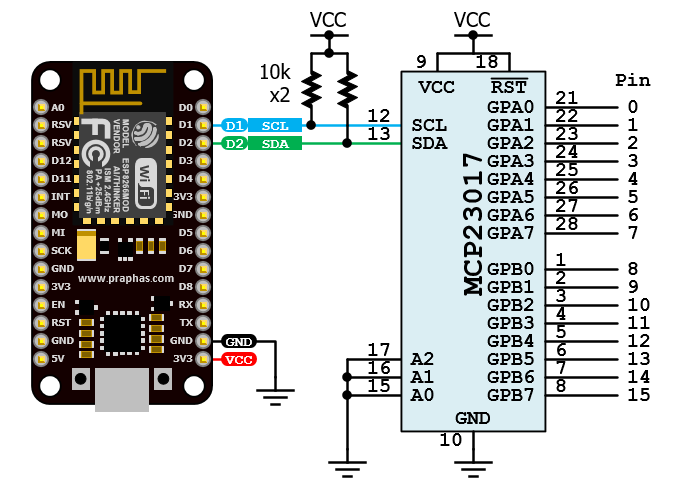 VCC
VCC
10k
x2
9
18
VCC
RST
Pin
A0
RSV
RSV
D12
D11
INT
MO
MI
SCK
GND
3V3
EN
RST
GND
5V
D0
D1
D2
D3
D4
3V3
GND
D5
D6
D7
D8
RX
TX
GND
3V3
MODEL
VENDOR
ESP8266MOD
AI/THINKER
ISM 2.4GHz
PA +25dBm
802.11b/g/n
FC
Wi Fi
www.praphas.com
D1 SCL
D2 SDA
GND
VCC
12 SCL
13 SDA
MCP23017
GPA0 21 0
GPA1 22 1
GPA2 23 2
GPA3 24 3
GPA4 25 4
GPA5 26 5
GPA6 27 6
GPA7 28 7
GPB0 1 8
GPB1 2 9
GPB2 3 10
GPB3 4 11
GPB4 5 12
GPB5 6 13
GPB6 7 14
GPB7 8 15
17 A2
16 A1
15 A0
GND
10